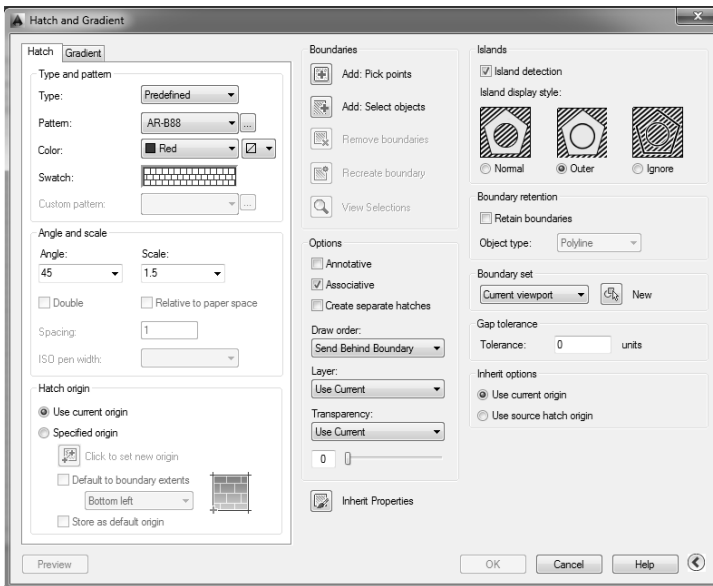 Hatch and Gradient
Hatch
Gradient
Type and pattern
Type:
Predefined
Pattern:
AR-B88
...
Color:
Red
Swatch:
Custom pattern:
...
Angle and scale
Angle:
Scale:
45
1.5
Double
Relative to paper space
Spacing:
1
ISO pen width:
Hatch origin
Use current origin
Specified origin
Click to set new origin
Default to boundary extents
Bottom left
Store as default origin
Preview
Boundaries
Add: Pick points
Add: Select objects
Remove boundaries
Recreate boundary
View Selections
Options
Annotative
Associative
Create separate hatches
Draw order:
Send Behind Boundary
Layer:
Use Current
Transparency:
Use Current
0
Inherit Properties
Islands
Island detection
Island display style:
Normal
Outer
Ignore
Boundary retention
Retain boundaries
Object type:
Polyline
Boundary set
Current viewport
New
Gap tolerance
Tolerance:
0
units
Inherit options
Use current origin
Use source hatch origin
OK
Cancel
Help